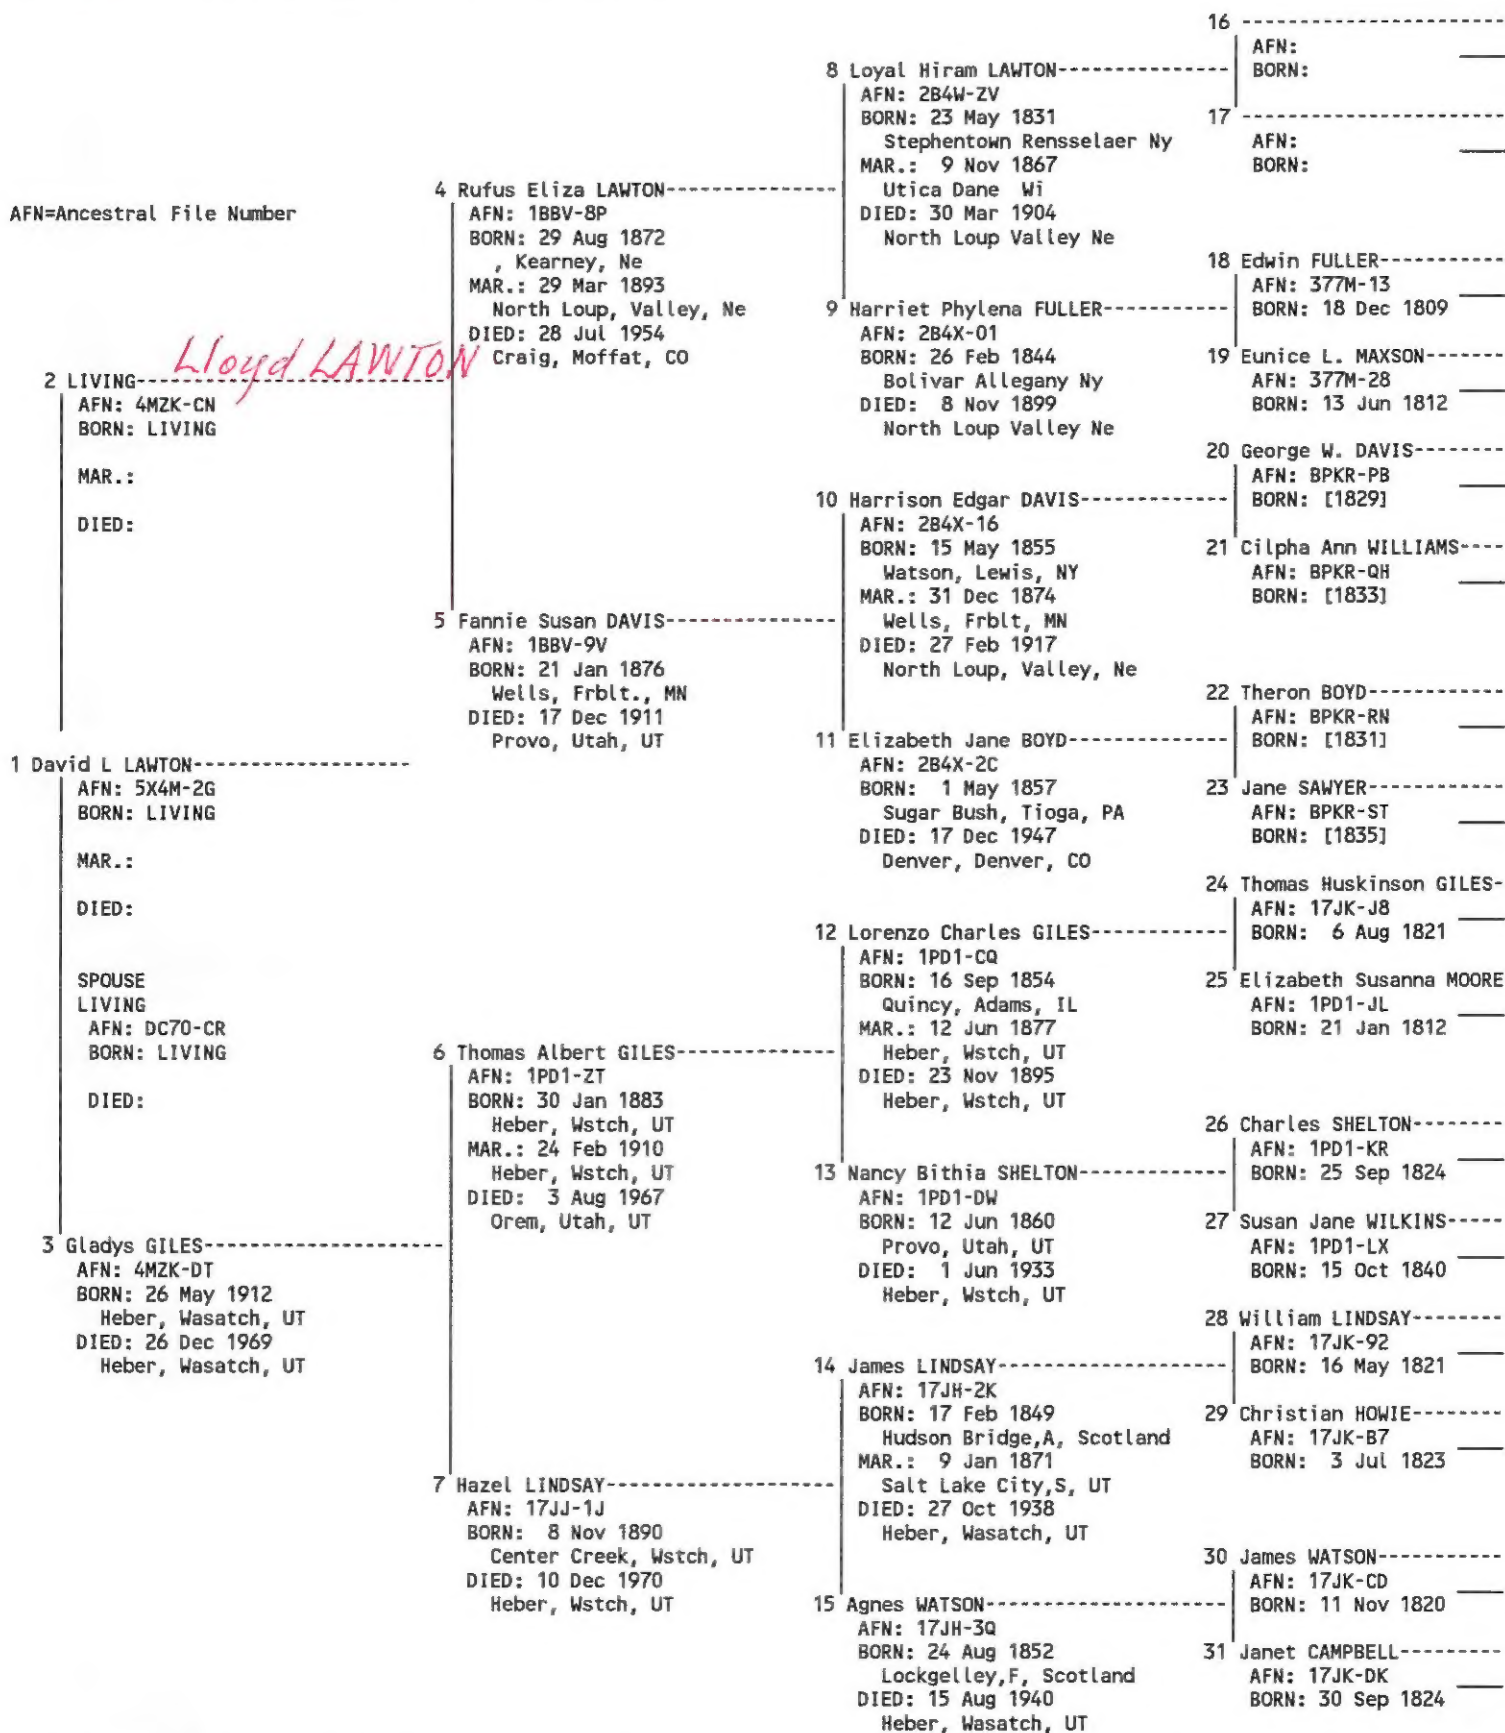 AFN=Ancestral File Number
1 David L LAWTON
AFN: 5X4M-2G
BORN: LIVING
MAR.:
DIED:
SPOUSE
LIVING
AFN: DC70-CR
BORN: LIVING
DIED:
2 LIVING
Lloyd LAWTON
AFN: 4MZK-CN
BORN: LIVING
MAR.:
DIED:
3 Gladys GILES
AFN: 4MZK-DT
BORN: 26 May 1912
Heber, Wasatch, UT
DIED: 26 Dec 1969
Heber, Wasatch, UT
4 Rufus Eliza LAWTON
AFN: 1BBV-8P
BORN: 29 Aug 1872
, Kearney, Ne
MAR.: 29 Mar 1893
North Loup, Valley, Ne
DIED: 28 Jul 1954
Craig, Moffat, CO
5 Fannie Susan DAVIS
AFN: 1BBV-9V
BORN: 21 Jan 1876
Wells, Frblt., MN
DIED: 17 Dec 1911
Provo, Utah, UT
6 Thomas Albert GILES
AFN: 1PD1-ZT
BORN: 30 Jan 1883
Heber, Wstch, UT
MAR.: 24 Feb 1910
Heber, Wstch, UT
DIED: 3 Aug 1967
Orem, Utah, UT
7 Hazel LINDSAY
AFN: 17JJ-1J
BORN: 8 Nov 1890
Center Creek, Wstch, UT
DIED: 10 Dec 1970
Heber, Wstch, UT
8 Loyal Hiram LAWTON
AFN: 2B4W-ZV
BORN: 23 May 1831
Stephentown Rensselaer Ny
MAR.: 9 Nov 1867
Utica Dane Wi
DIED: 30 Mar 1904
North Loup Valley Ne
9 Harriet Phylena FULLER
AFN: 2B4X-01
BORN: 26 Feb 1844
Bolivar Allegany Ny
DIED: 8 Nov 1899
North Loup Valley Ne
10 Harrison Edgar DAVIS
AFN: 2B4X-16
BORN: 15 May 1855
Watson, Lewis, NY
MAR.: 31 Dec 1874
Wells, Frblt, MN
DIED: 27 Feb 1917
North Loup, Valley, Ne
11 Elizabeth Jane BOYD
AFN: 2B4X-2C
BORN: 1 May 1857
Sugar Bush, Tioga, PA
DIED: 17 Dec 1947
Denver, Denver, CO
12 Lorenzo Charles GILES
AFN: 1PD1-CQ
BORN: 16 Sep 1854
Quincy, Adams, IL
MAR.: 12 Jun 1877
Heber, Wstch, UT
DIED: 23 Nov 1895
Heber, Wstch, UT
13 Nancy Bithia SHELTON
AFN: 1PD1-DW
BORN: 12 Jun 1860
Provo, Utah, UT
DIED: 1 Jun 1933
Heber, Wstch, UT
14 James LINDSAY
AFN: 17JH-2K
BORN: 17 Feb 1849
Hudson Bridge,A, Scotland
MAR.: 9 Jan 1871
Salt Lake City,S, UT
DIED: 27 Oct 1938
Heber, Wasatch, UT
15 Agnes WATSON
AFN: 17JH-3Q
BORN: 24 Aug 1852
Lockgelley,F, Scotland
DIED: 15 Aug 1940
Heber, Wasatch, UT
16
AFN:
BORN:
17
AFN:
BORN:
18 Edwin FULLER
AFN: 377M-13
BORN: 18 Dec 1809
19 Eunice L. MAXSON
AFN: 377M-28
BORN: 13 Jun 1812
20 George W. DAVIS
AFN: BPKR-PB
BORN: [1829]
21 Cilpha Ann WILLIAMS
AFN: BPKR-QH
BORN: [1833]
22 Theron BOYD
AFN: BPKR-RN
BORN: [1831]
23 Jane SAWYER
AFN: BPKR-ST
BORN: [1835]
24 Thomas Huskinson GILES
AFN: 17JK-J8
BORN: 6 Aug 1821
25 Elizabeth Susanna MOORE
AFN: 1PD1-JL
BORN: 21 Jan 1812
26 Charles SHELTON
AFN: 1PD1-KR
BORN: 25 Sep 1824
27 Susan Jane WILKINS
AFN: 1PD1-LX
BORN: 15 Oct 1840
28 William LINDSAY
AFN: 17JK-92
BORN: 16 May 1821
29 Christian HOWIE
AFN: 17JK-B7
BORN: 3 Jul 1823
30 James WATSON
AFN: 17JK-CD
BORN: 11 Nov 1820
31 Janet CAMPBELL
AFN: 17JK-DK
BORN: 30 Sep 1824